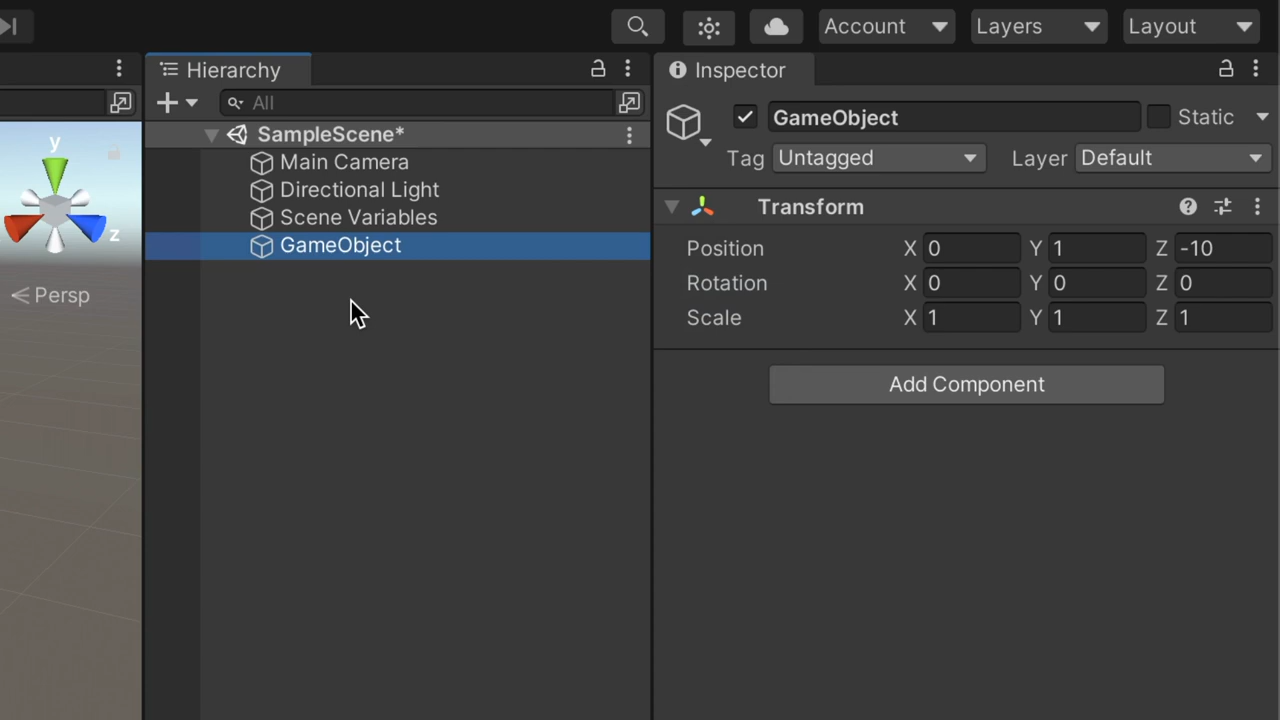 Account
Layers
Layout
Hierarchy
All
SampleScene*
Main Camera
Directional Light
Scene Variables
GameObject
y
z
Persp
Inspector
GameObject
Static
Tag Untagged Layer Default
Transform
Position X 0 Y 1 Z -10
Rotation X 0 Y 0 Z 0
Scale X 1 Y 1 Z 1
Add Component